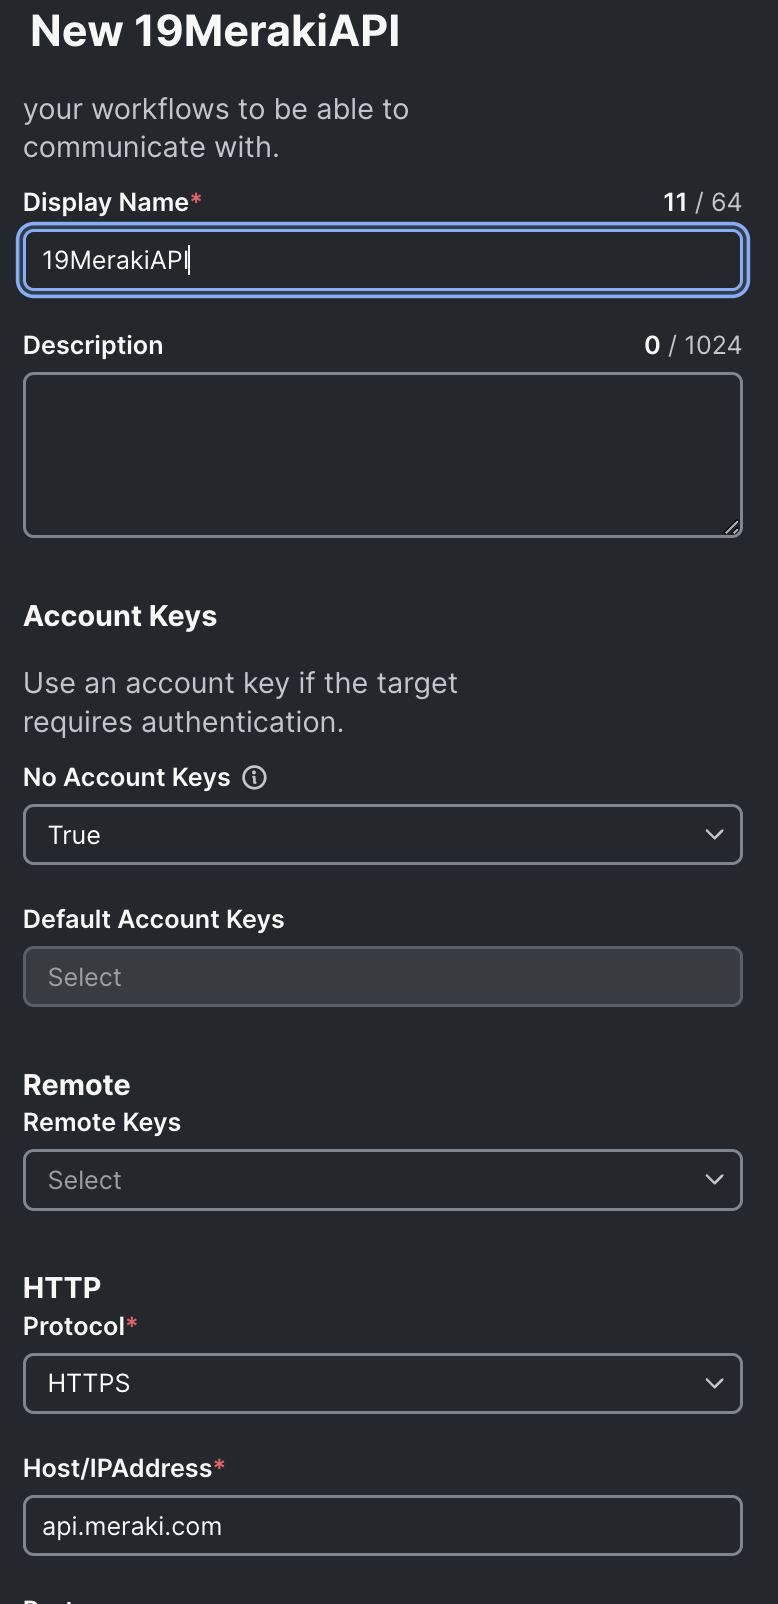 New 19MerakiAPI
your workflows to be able to
communicate with.
Display Name* 11 / 64
19MerakiAPI
Description 0 / 1024
Account Keys
Use an account key if the target
requires authentication.
No Account Keys
True
Default Account Keys
Select
Remote
Remote Keys
Select
HTTP
Protocol*
HTTPS
Host/IPAddress*
api.meraki.com